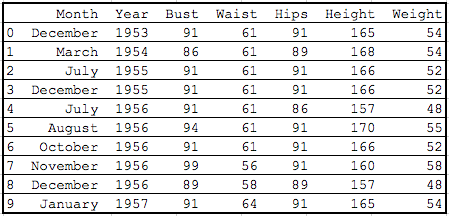 Month Year Bust Waist Hips Height Weight
0 December 1953 91 61 91 165 54
1 March 1954 86 61 89 168 54
2 July 1955 91 61 91 166 52
3 December 1955 91 61 91 166 52
4 July 1956 91 61 86 157 48
5 August 1956 94 61 91 170 55
6 October 1956 91 61 91 166 52
7 November 1956 99 56 91 160 58
8 December 1956 89 58 89 157 48
9 January 1957 91 64 91 165 54